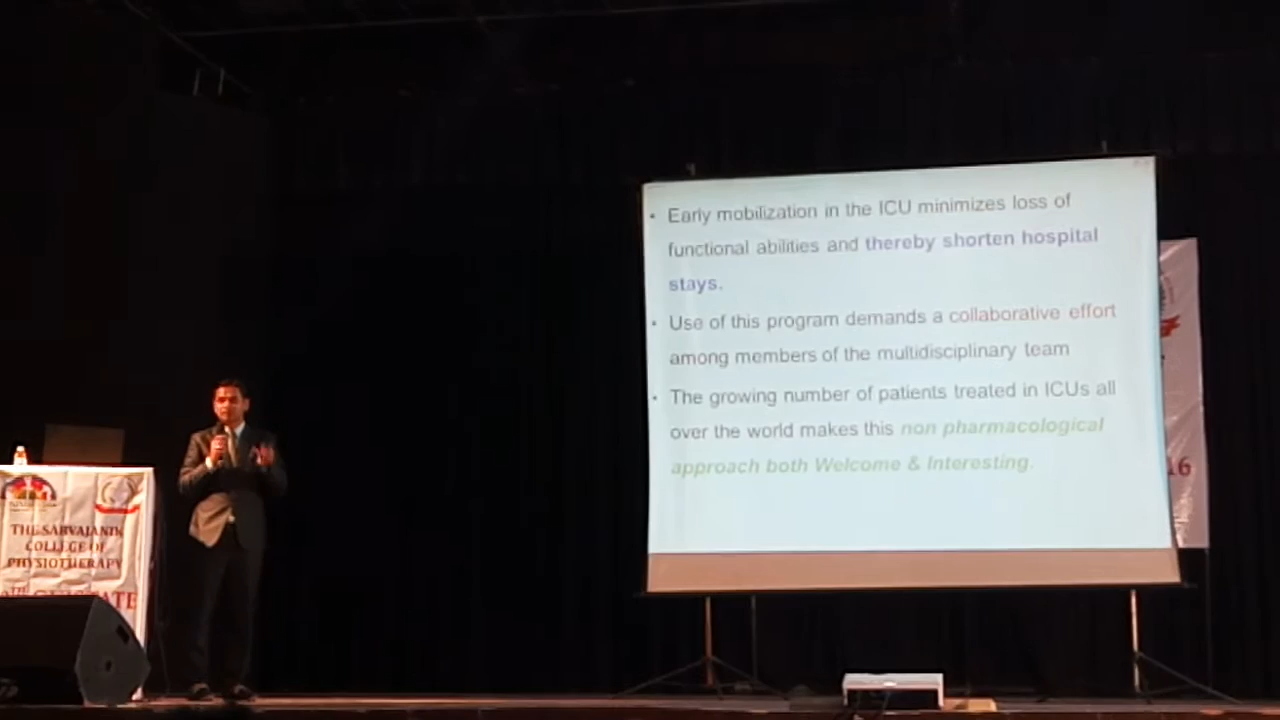 • Early mobilization in the ICU minimizes loss of
functional abilities and thereby shorten hospital
stays.
• Use of this program demands a collaborative effort
among members of the multidisciplinary team
• The growing number of patients treated in ICUs all
over the world makes this non pharmacological
approach both Welcome & Interesting.
THE SARVAJANIK
COLLEGE OF
PHYSIOTHERAPY
16